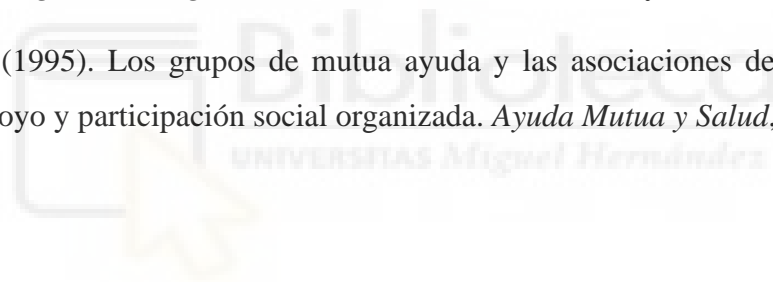 (1995). Los grupos de mutua ayuda y las asociaciones de
oyo y participación social organizada. Ayuda Mutua y Salud,
Biblioteca
UNIVERSITAS Miguel Hernández